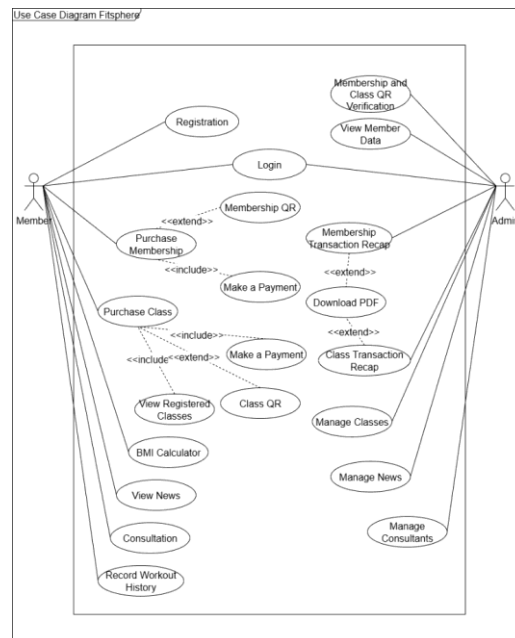 Use Case Diagram Fitsphere
Membership and
Class QR
Verification
Registration
View Member
Data
Login
Member
Admin
Membership QR
<<extend>>
Purchase
Membership
Membership
Transaction Recap
<<include>>
<<extend>>
Make a Payment
Download PDF
Purchase Class
<<include>>
<<extend>>
Make a Payment
Class Transaction
Recap
<<include>>
<<extend>>
View Registered
Classes
Class QR
Manage Classes
BMI Calculator
Manage News
View News
Consultation
Manage
Consultants
Record Workout
History